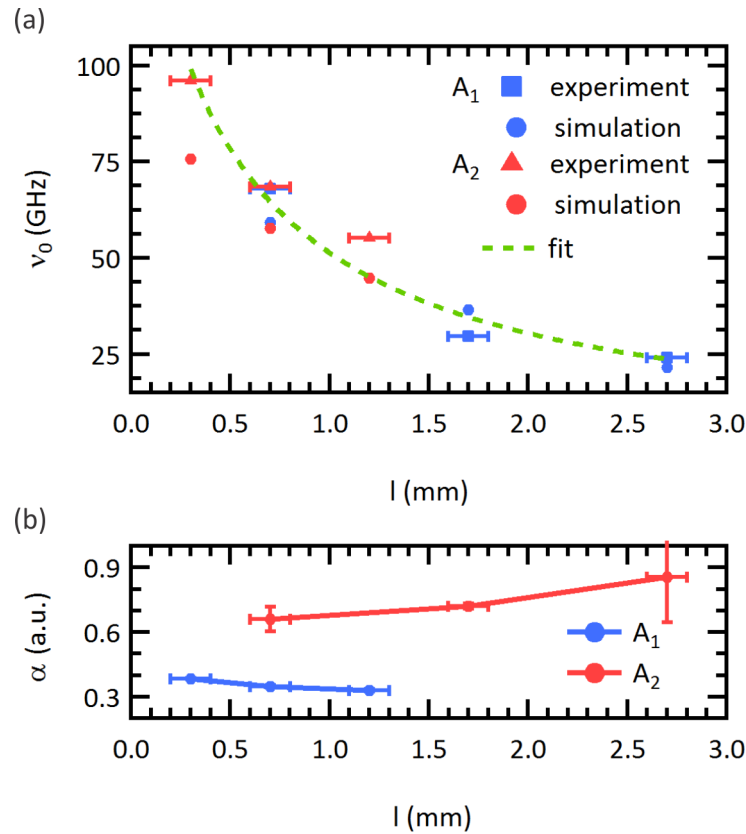 (a)
100
75
50
25
ν₀ (GHz)
A₁ experiment
simulation
A₂ experiment
simulation
fit
0.0 0.5 1.0 1.5 2.0 2.5 3.0
l (mm)
(b)
0.9
0.6
0.3
α (a.u.)
A₁
A₂
0.0 0.5 1.0 1.5 2.0 2.5 3.0
l (mm)